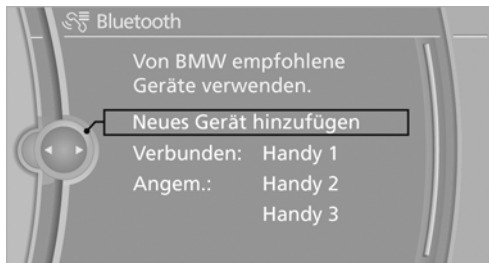 Bluetooth
Von BMW empfohlene
Geräte verwenden.
Neues Gerät hinzufügen
Verbunden: Handy 1
Angem.: Handy 2
Handy 3